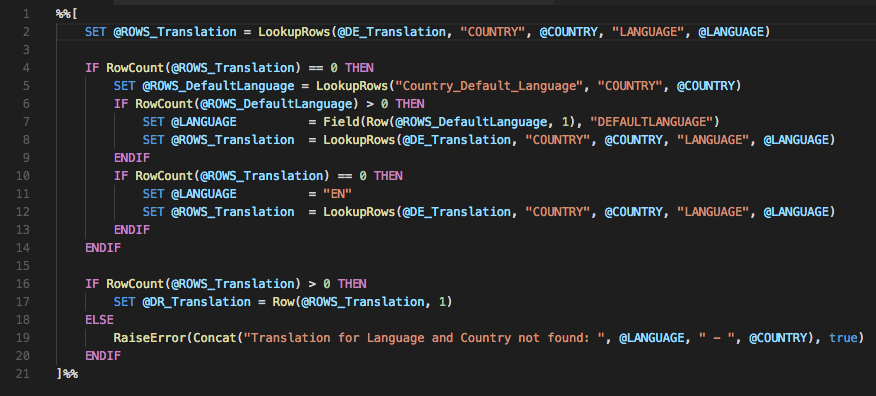 1 %%[
2 SET @ROWS_Translation = LookupRows(@DE_Translation, "COUNTRY", @COUNTRY, "LANGUAGE", @LANGUAGE)
3
4 IF RowCount(@ROWS_Translation) == 0 THEN
5 SET @ROWS_DefaultLanguage = LookupRows("Country_Default_Language", "COUNTRY", @COUNTRY)
6 IF RowCount(@ROWS_DefaultLanguage) > 0 THEN
7 SET @LANGUAGE = Field(Row(@ROWS_DefaultLanguage, 1), "DEFAULTLANGUAGE")
8 SET @ROWS_Translation = LookupRows(@DE_Translation, "COUNTRY", @COUNTRY, "LANGUAGE", @LANGUAGE)
9 ENDIF
10 IF RowCount(@ROWS_Translation) == 0 THEN
11 SET @LANGUAGE = "EN"
12 SET @ROWS_Translation = LookupRows(@DE_Translation, "COUNTRY", @COUNTRY, "LANGUAGE", @LANGUAGE)
13 ENDIF
14 ENDIF
15
16 IF RowCount(@ROWS_Translation) > 0 THEN
17 SET @DR_Translation = Row(@ROWS_Translation, 1)
18 ELSE
19 RaiseError(Concat("Translation for Language and Country not found: ", @LANGUAGE, " - ", @COUNTRY), true)
20 ENDIF
21 ]%%